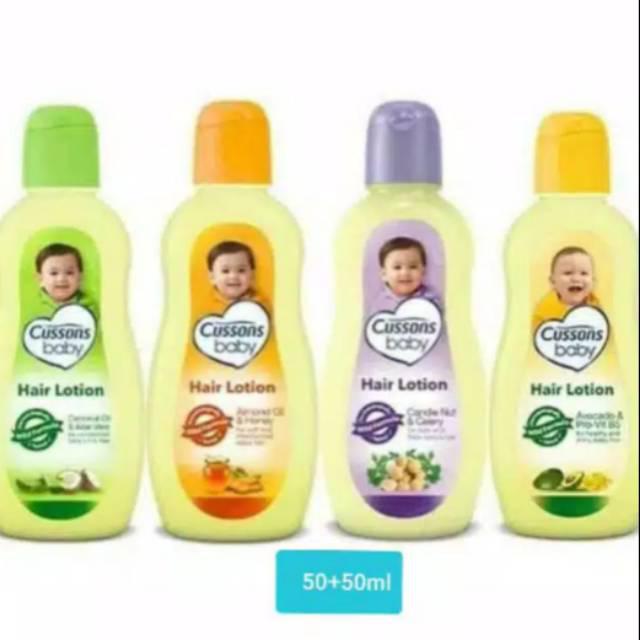 Cussons
baby
Hair Lotion
Coconut Oil
& Aloe Vera
Cussons
baby
Hair Lotion
Almond Oil
& Honey
Cussons
baby
Hair Lotion
Candle Nut
& Celery
Cussons
baby
Hair Lotion
Avocado &
Pro-Vit B5
50+50ml